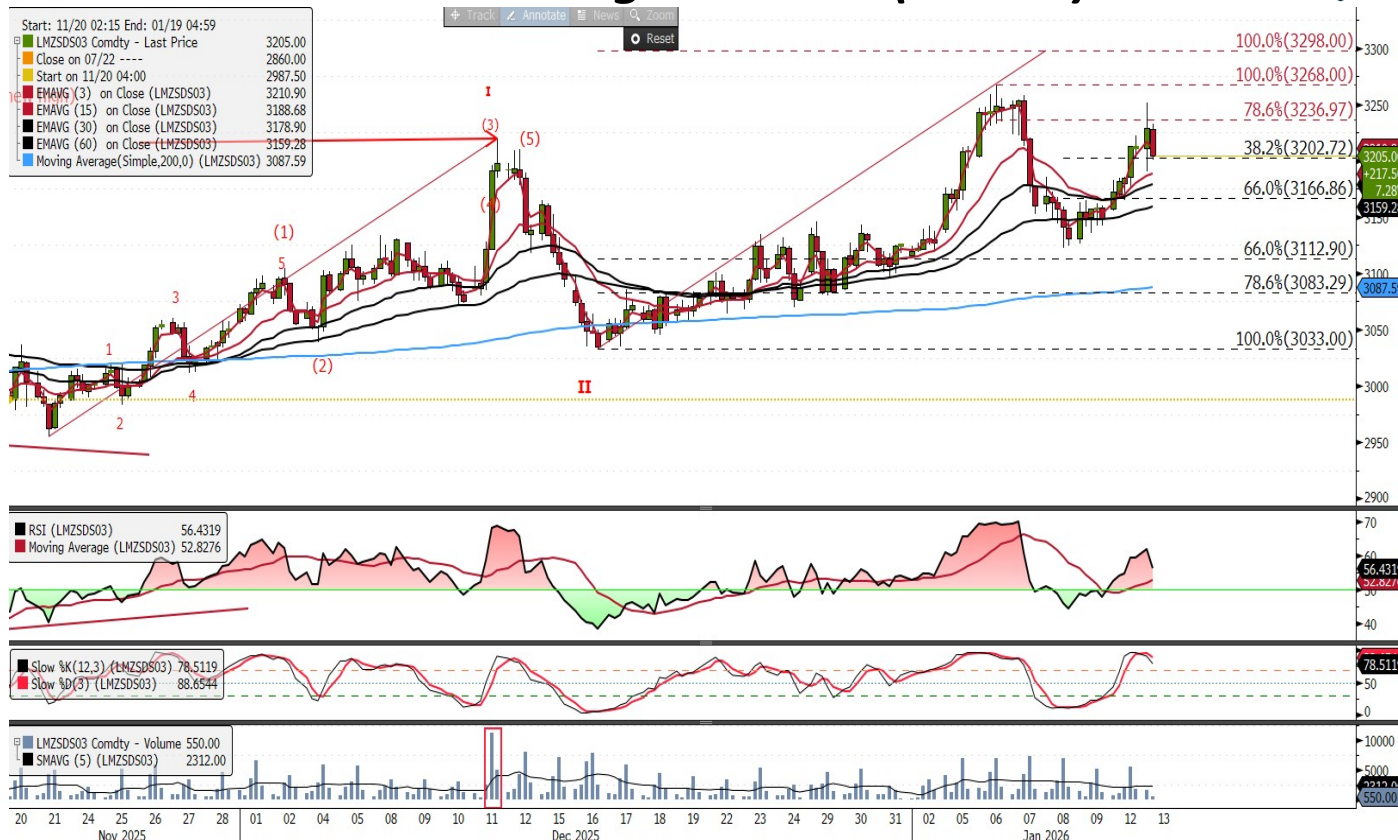 Track Annotate News Zoom
Reset
Start: 11/20 02:15 End: 01/19 04:59
LMZSDS03 Comdty - Last Price 3205.00
Close on 07/22 ---- 2860.00
Start on 11/20 04:00 2987.50
EMAVG (3) on Close (LMZSDS03) 3210.90
EMAVG (15) on Close (LMZSDS03) 3188.68
EMAVG (30) on Close (LMZSDS03) 3178.90
EMAVG (60) on Close (LMZSDS03) 3159.28
Moving Average(Simple,200,0) (LMZSDS03) 3087.59
I
(3)
(5)
(4)
(1)
5
3
1
(2)
4
2
II
100.0%(3298.00)
100.0%(3268.00)
78.6%(3236.97)
38.2%(3202.72)
66.0%(3166.86)
66.0%(3112.90)
78.6%(3083.29)
100.0%(3033.00)
3300
3250
3205.00
+217.50
7.28%
3159.28
3150
3100
3087.59
3050
3000
2950
2900
RSI (LMZSDS03) 56.4319
Moving Average (LMZSDS03) 52.8276
70
60
56.4319
52.8276
50
40
Slow %K(12,3) (LMZSDS03) 78.5119
Slow %D(3) (LMZSDS03) 88.6544
78.5119
50
0
LMZSDS03 Comdty - Volume 550.00
SMAVG (5) (LMZSDS03) 2312.00
10000
5000
2312.00
550.00
20 21 24 25 26 27 28 01 02 03 04 05 08 09 10 11 12 15 16 17 18 19 22 23 24 29 30 31 02 05 06 07 08 09 12 13
Nov 2025 Dec 2025 Jan 2026